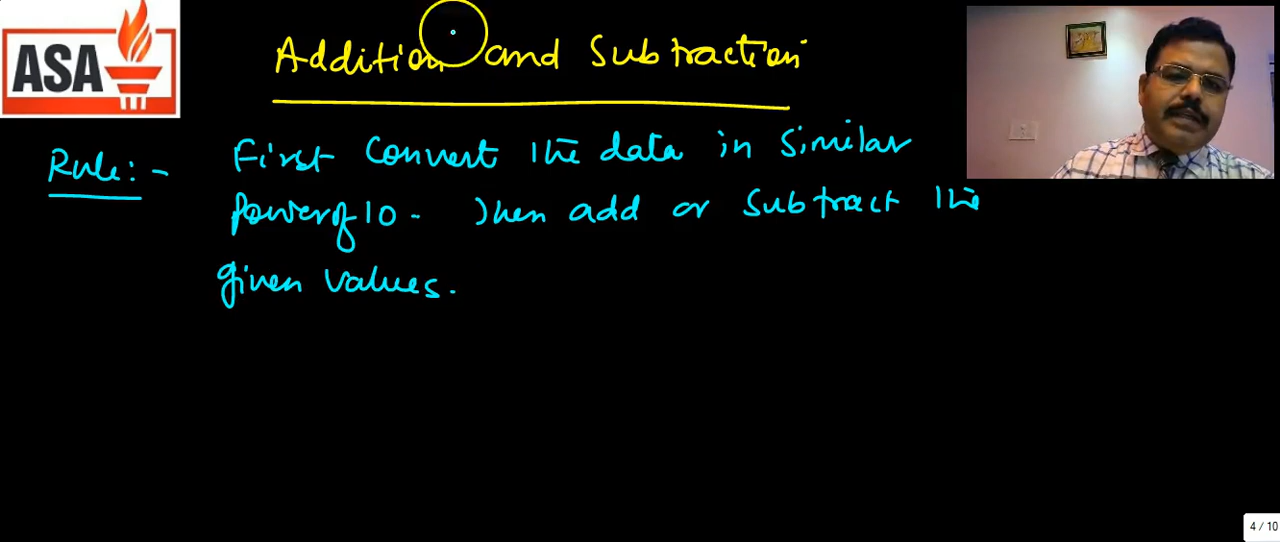 ASA
Addition and Subtraction
Rule:- First Convert the data in Similar
Power of 10. Then add or Subtract the
given values.
4 / 10